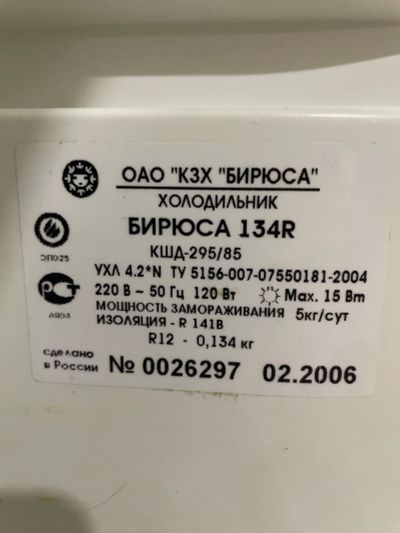 ОАО "КЗХ "БИРЮСА"
ХОЛОДИЛЬНИК
БИРЮСА 134R
КШД-295/85
УХЛ 4.2*N ТУ 5156-007-07550181-2004
220 В ~ 50 Гц 120 Вт Max. 15 Вт
МОЩНОСТЬ ЗАМОРАЖИВАНИЯ 5кг/сут
ИЗОЛЯЦИЯ - R 141B
R12 - 0,134 кг
сделано
в России
№ 0026297 02.2006
РСТ